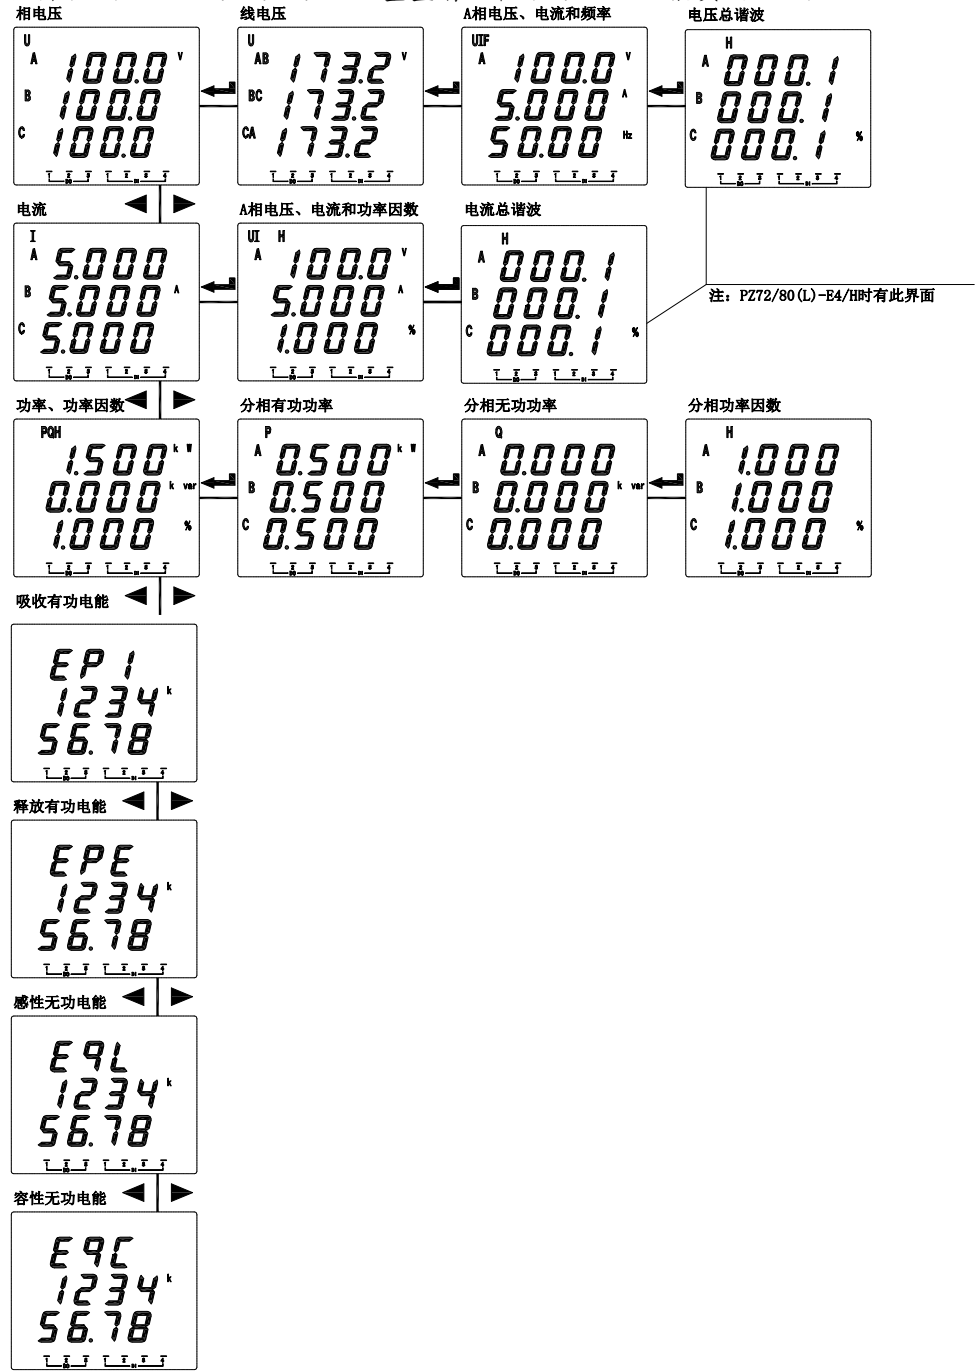 相电压
U
A 100.0 V
B 100.0
C 100.0
线电压
U
AB 173.2 V
BC 173.2
CA 173.2
A相电压、电流和频率
UIF
A 100.0 V
5.000 A
50.00 Hz
电压总谐波
H
A 000.1
B 000.1
C 000.1 %
电流
I
A 5.000
B 5.000 A
C 5.000
A相电压、电流和功率因数
UI H
A 100.0 V
5.000 A
1.000 %
电流总谐波
H
A 000.1
B 000.1
C 000.1 %
注：PZ72/80(L)-E4/H时有此界面
功率、功率因数
PQH
1.500 k W
0.000 k var
1.000 %
分相有功功率
P
A 0.500 k W
B 0.500
C 0.500
分相无功功率
Q
A 0.000
B 0.000 k var
C 0.000
分相功率因数
H
A 1.000
B 1.000
C 1.000 %
吸收有功电能
EPI
1234 k
56.78
释放有功电能
EPE
1234 k
56.78
感性无功电能
EqL
1234 k
56.78
容性无功电能
EqC
1234 k
56.78